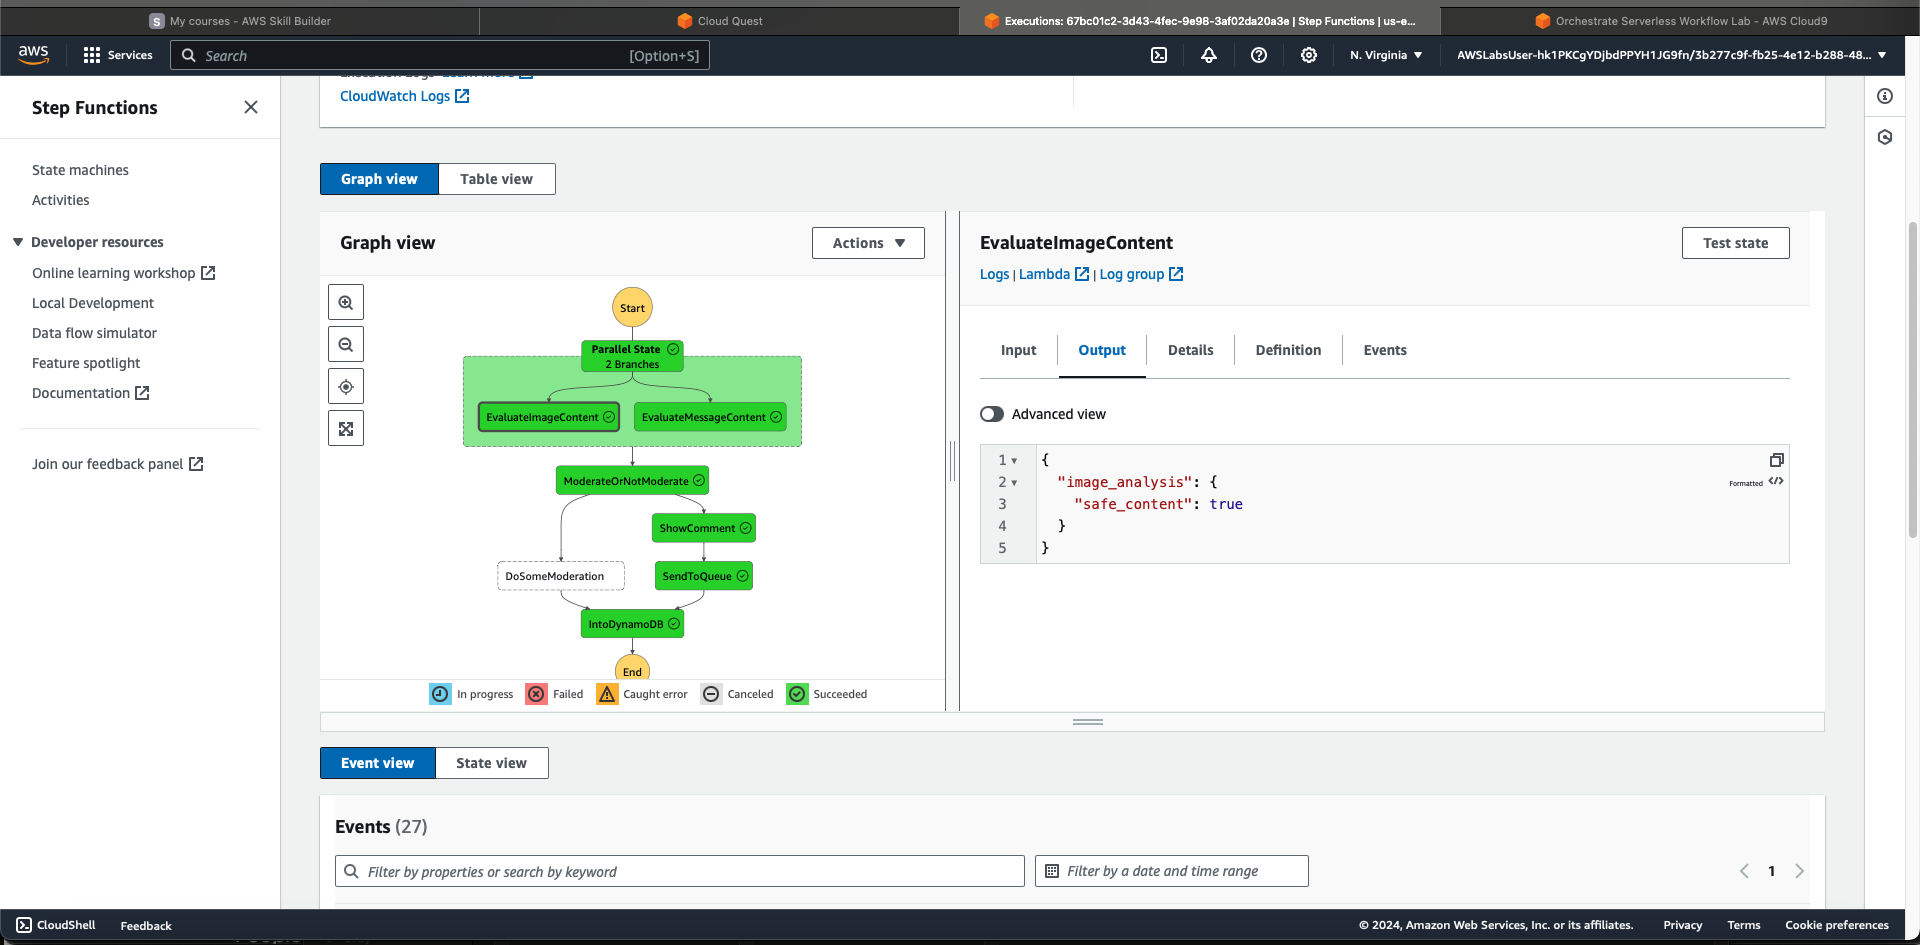 S My courses - AWS Skill Builder
Cloud Quest
Executions: 67bc01c2-3d43-4fec-9e98-3af02da20a3e | Step Functions | us-e...
Orchestrate Serverless Workflow Lab - AWS Cloud9
aws
Services
Search
[Option+S]
N. Virginia
AWSLabsUser-hk1PKCgYDjbdPPYH1JG9fn/3b277c9f-fb25-4e12-b288-48...
Step Functions
State machines
Activities
Developer resources
Online learning workshop
Local Development
Data flow simulator
Feature spotlight
Documentation
Join our feedback panel
CloudWatch Logs
Graph view
Table view
Graph view
Actions
Start
Parallel State
2 Branches
EvaluateImageContent
EvaluateMessageContent
ModerateOrNotModerate
ShowComment
DoSomeModeration
SendToQueue
IntoDynamoDB
End
In progress
Failed
Caught error
Canceled
Succeeded
EvaluateImageContent
Test state
Logs | Lambda | Log group
Input
Output
Details
Definition
Events
Advanced view
1 {
2 "image_analysis": {
3 "safe_content": true
4 }
5 }
Formatted
Event view
State view
Events (27)
Filter by properties or search by keyword
Filter by a date and time range
1
CloudShell
Feedback
© 2024, Amazon Web Services, Inc. or its affiliates.
Privacy
Terms
Cookie preferences